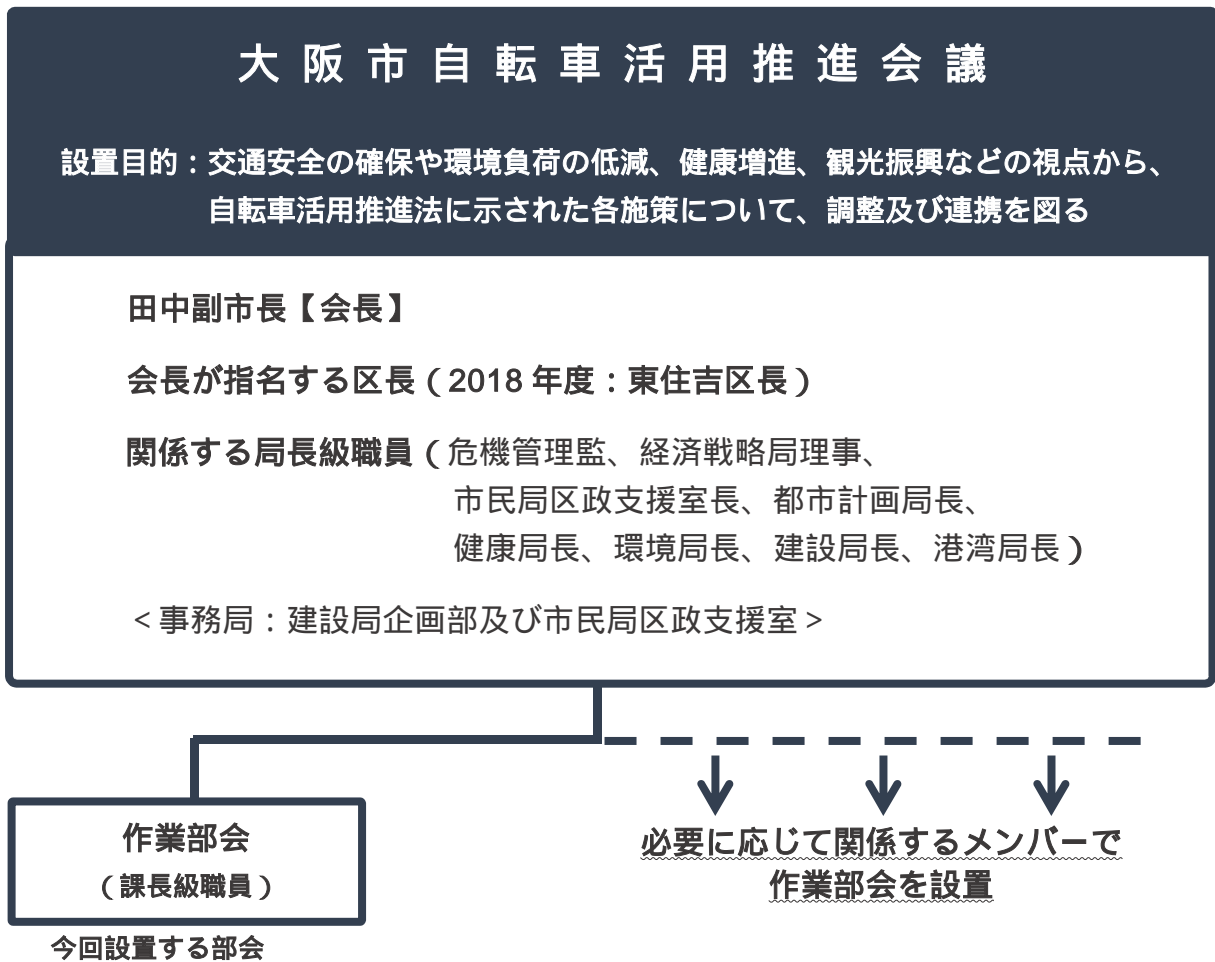 大阪市自転車活用推進会議
設置目的：交通安全の確保や環境負荷の低減、健康増進、観光振興などの視点から、
自転車活用推進法に示された各施策について、調整及び連携を図る
田中副市長【会長】
会長が指名する区長（2018年度：東住吉区長）
関係する局長級職員（危機管理監、経済戦略局理事、
市民局区政支援室長、都市計画局長、
健康局長、環境局長、建設局長、港湾局長）
＜事務局：建設局企画部及び市民局区政支援室＞
作業部会
（課長級職員）
今回設置する部会
必要に応じて関係するメンバーで
作業部会を設置